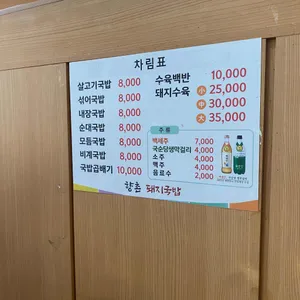 차림표
살고기국밥 8,000
섞어국밥 8,000
내장국밥 8,000
순대국밥 8,000
모듬국밥 8,000
비계국밥 8,000
국밥곱배기 10,000
수육백반 10,000
돼지수육 小 25,000
中 30,000
大 35,000
주류
백세주 7,000
국순당생막걸리 4,000
소주 4,000
맥주 4,000
음료수 2,000
향촌 돼지국밥